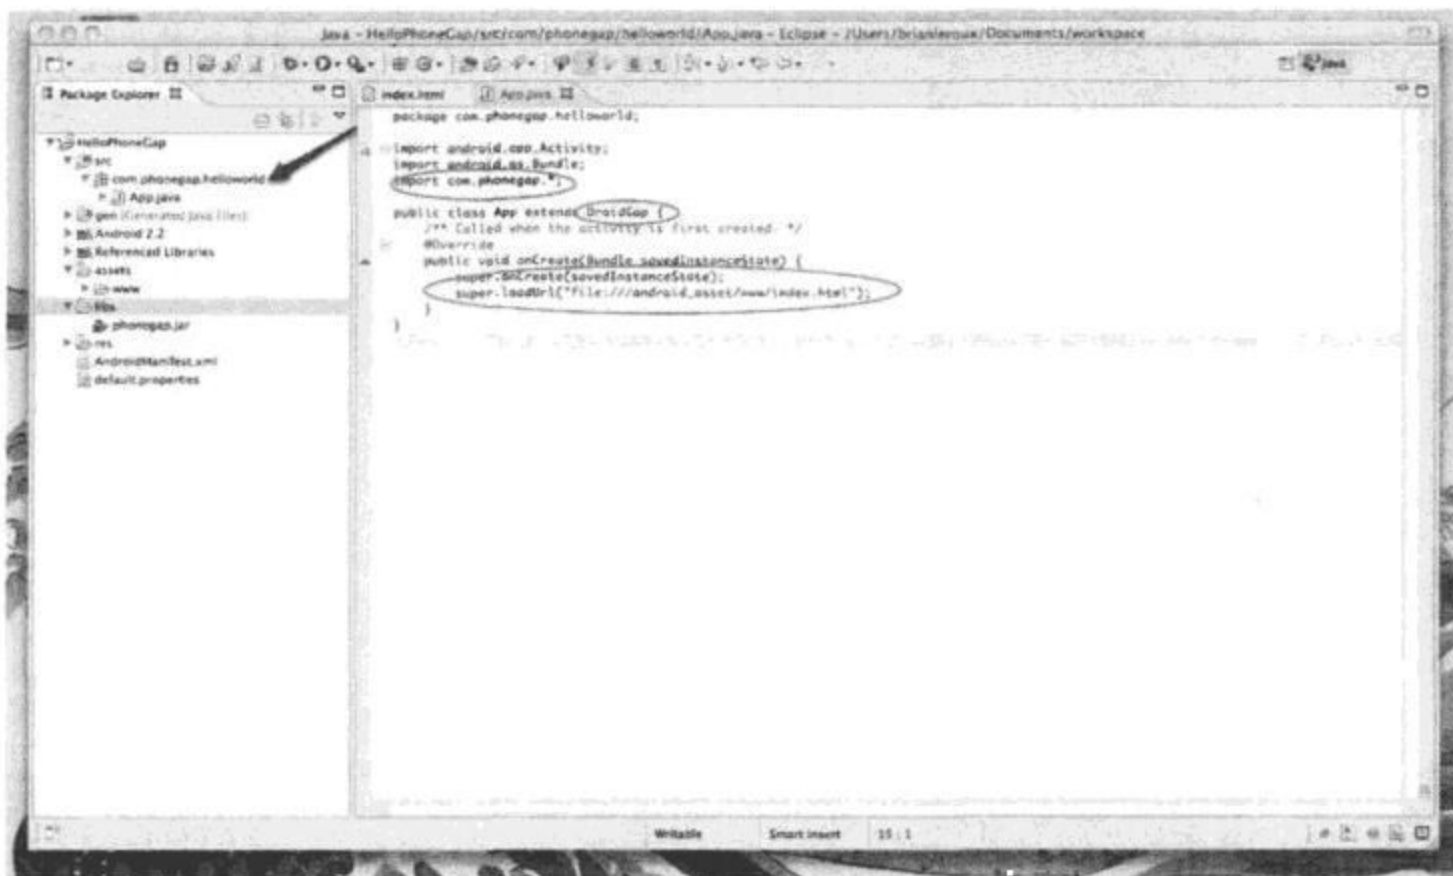 Java - HelloPhoneGap/src/com/phonegap/helloworld/App.java - Eclipse - /Users/brianleroux/Documents/workspace
Java
Package Explorer
index.html
App.java
HelloPhoneGap
src
com.phonegap.helloworld
App.java
gen [Generated Java Files]
Android 2.2
Referenced Libraries
assets
www
libs
phonegap.jar
res
AndroidManifest.xml
default.properties
package com.phonegap.helloworld;
import android.app.Activity;
import android.os.Bundle;
import com.phonegap.*;
public class App extends DroidGap {
/** Called when the activity is first created. */
@Override
public void onCreate(Bundle savedInstanceState) {
super.onCreate(savedInstanceState);
super.loadUrl("file:///android_asset/www/index.html");
}
}
Writable
Smart Insert
15 : 1